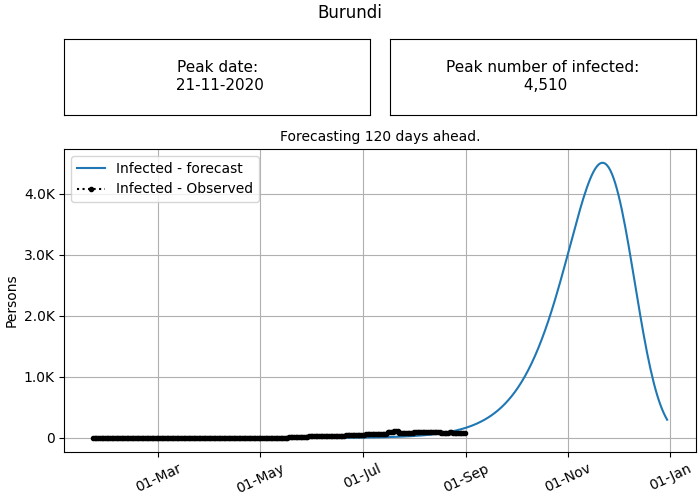 Burundi
Peak date:
21-11-2020
Peak number of infected:
4,510
Forecasting 120 days ahead.
Infected - forecast
Infected - Observed
Persons
4.0K
3.0K
2.0K
1.0K
0
01-Mar
01-May
01-Jul
01-Sep
01-Nov
01-Jan